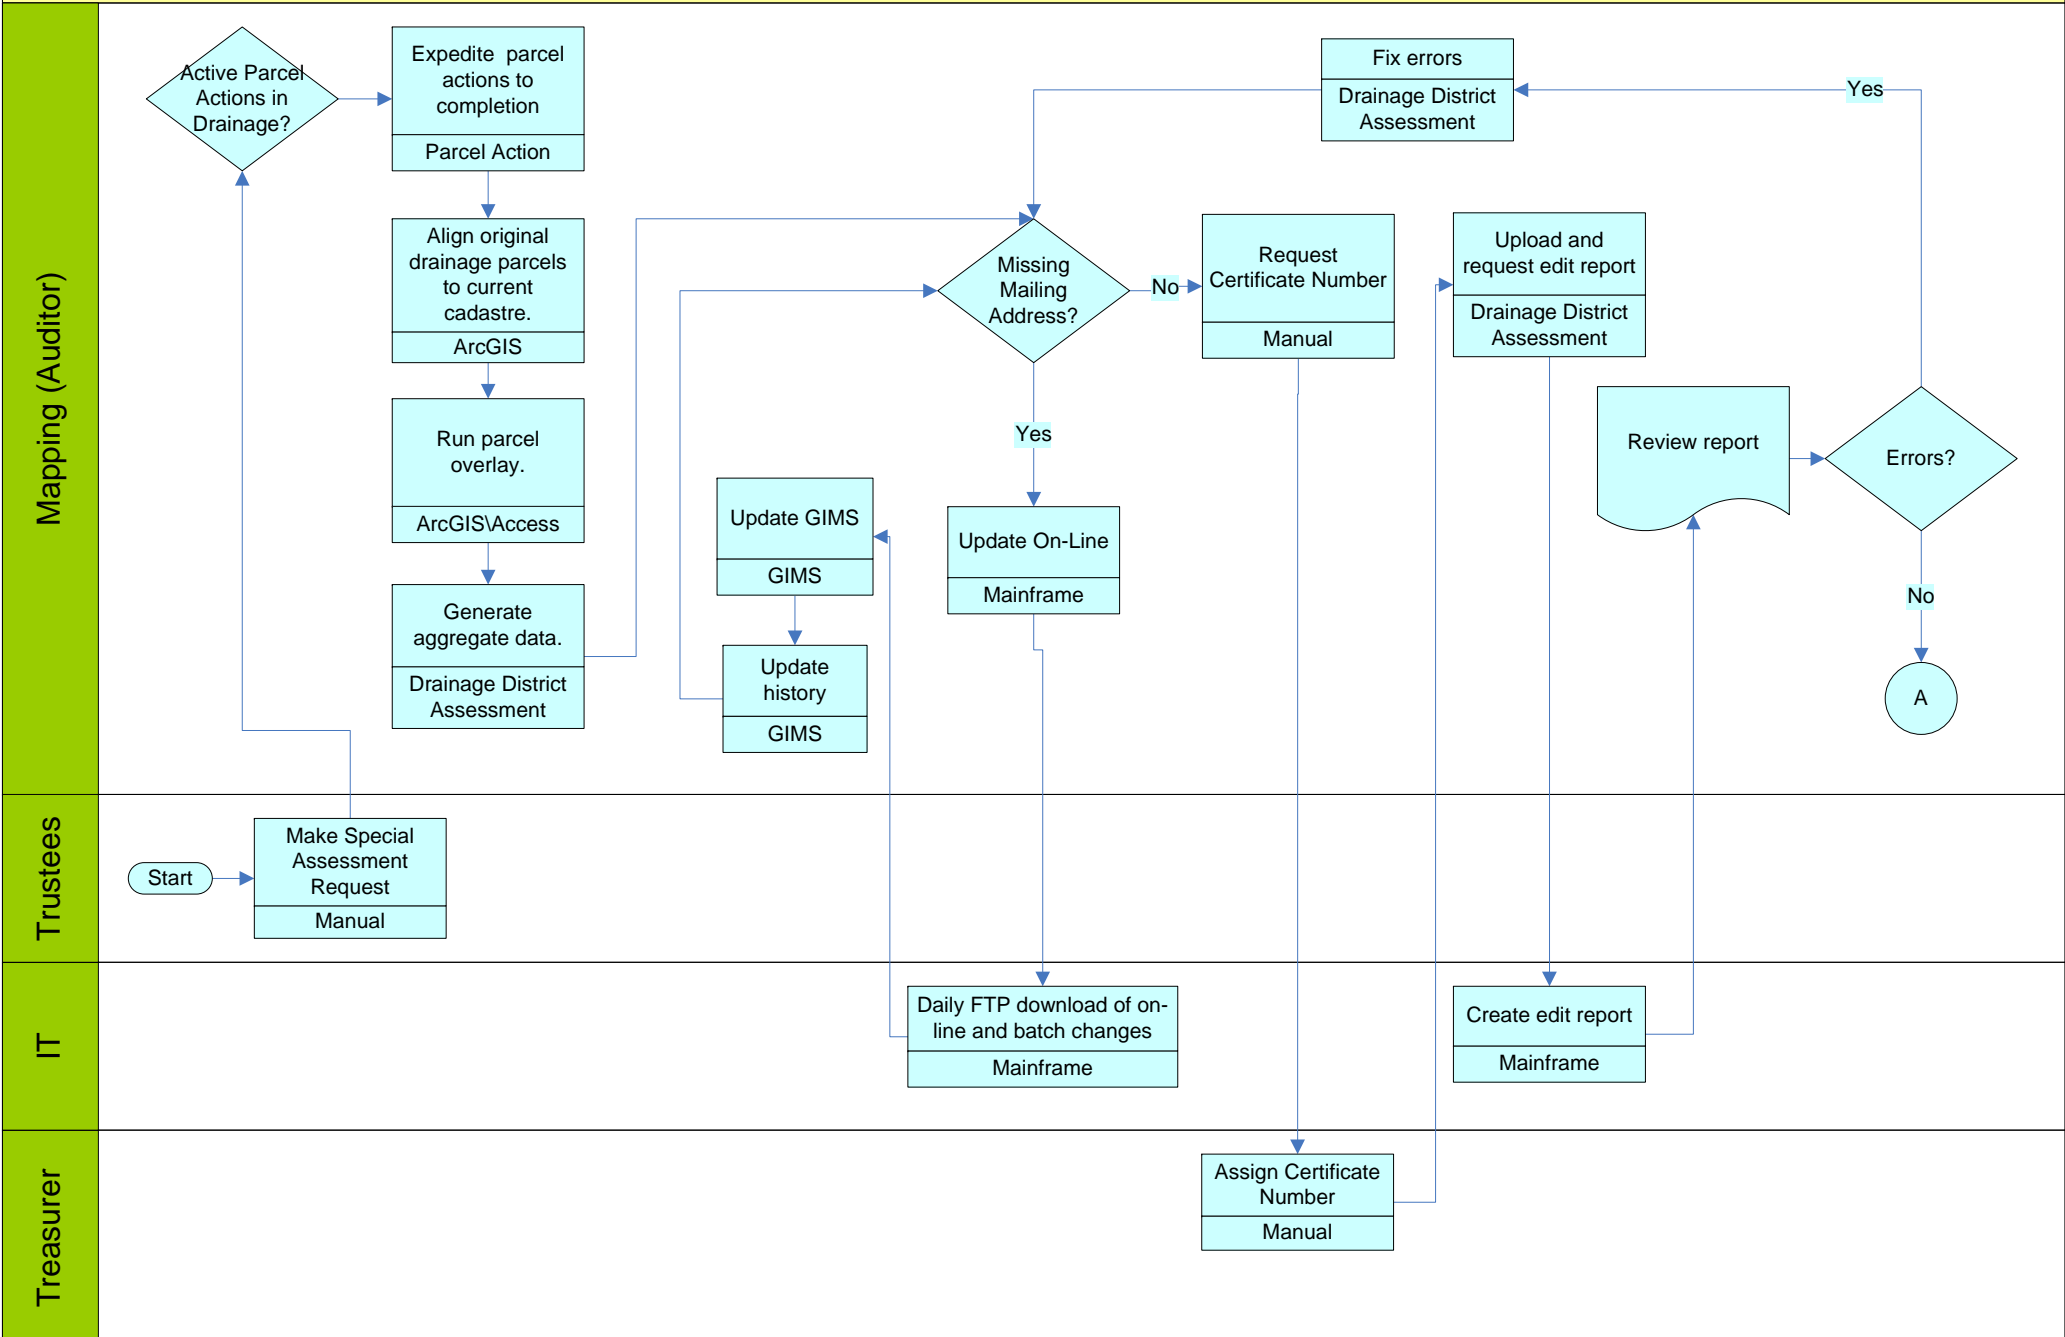 Mapping (Auditor)
Active Parcel
Actions in
Drainage?
Expedite parcel
actions to
completion
Parcel Action
Align original
drainage parcels
to current
cadastre.
ArcGIS
Run parcel
overlay.
ArcGIS\Access
Generate
aggregate data.
Drainage District
Assessment
Missing
Mailing
Address?
No
Yes
Update On-Line
Mainframe
Update GIMS
GIMS
Update
history
GIMS
Request
Certificate Number
Manual
Fix errors
Drainage District
Assessment
Upload and
request edit report
Drainage District
Assessment
Review report
Errors?
Yes
No
A
Trustees
Start
Make Special
Assessment
Request
Manual
IT
Daily FTP download of on-
line and batch changes
Mainframe
Create edit report
Mainframe
Treasurer
Assign Certificate
Number
Manual